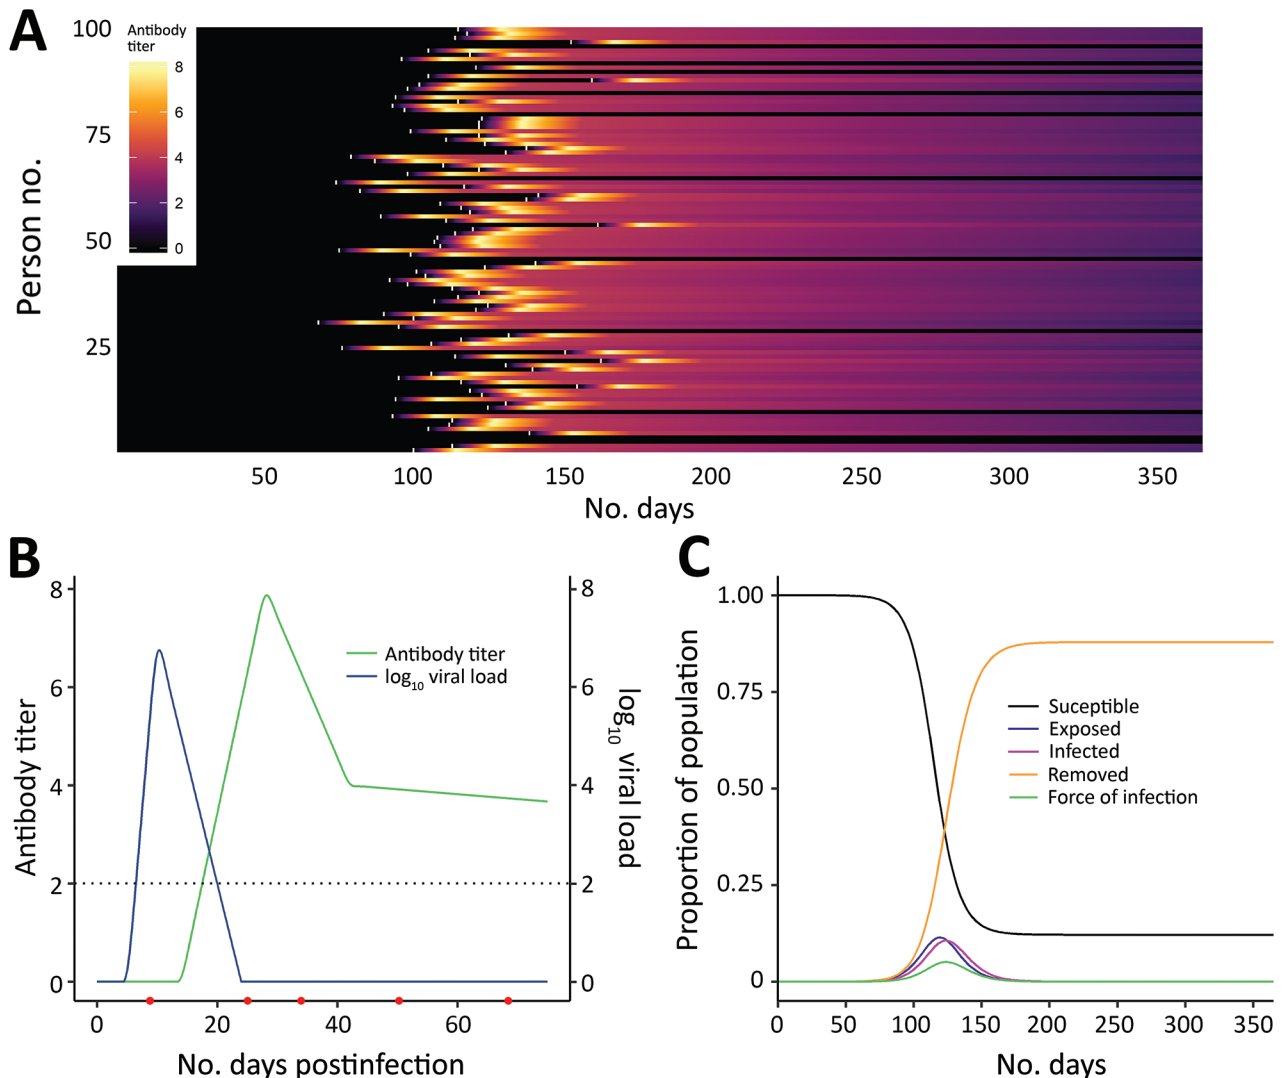 A
Antibody
titer
8
6
4
2
0
100
75
50
25
Person no.
50
100
150
200
250
300
350
No. days
B
8
6
4
2
0
Antibody titer
8
6
4
2
0
log10 viral load
Antibody titer
log10 viral load
0
20
40
60
No. days postinfection
C
1.00
0.75
0.50
0.25
0
Proportion of population
Suceptible
Exposed
Infected
Removed
Force of infection
0
50
100
150
200
250
300
350
No. days